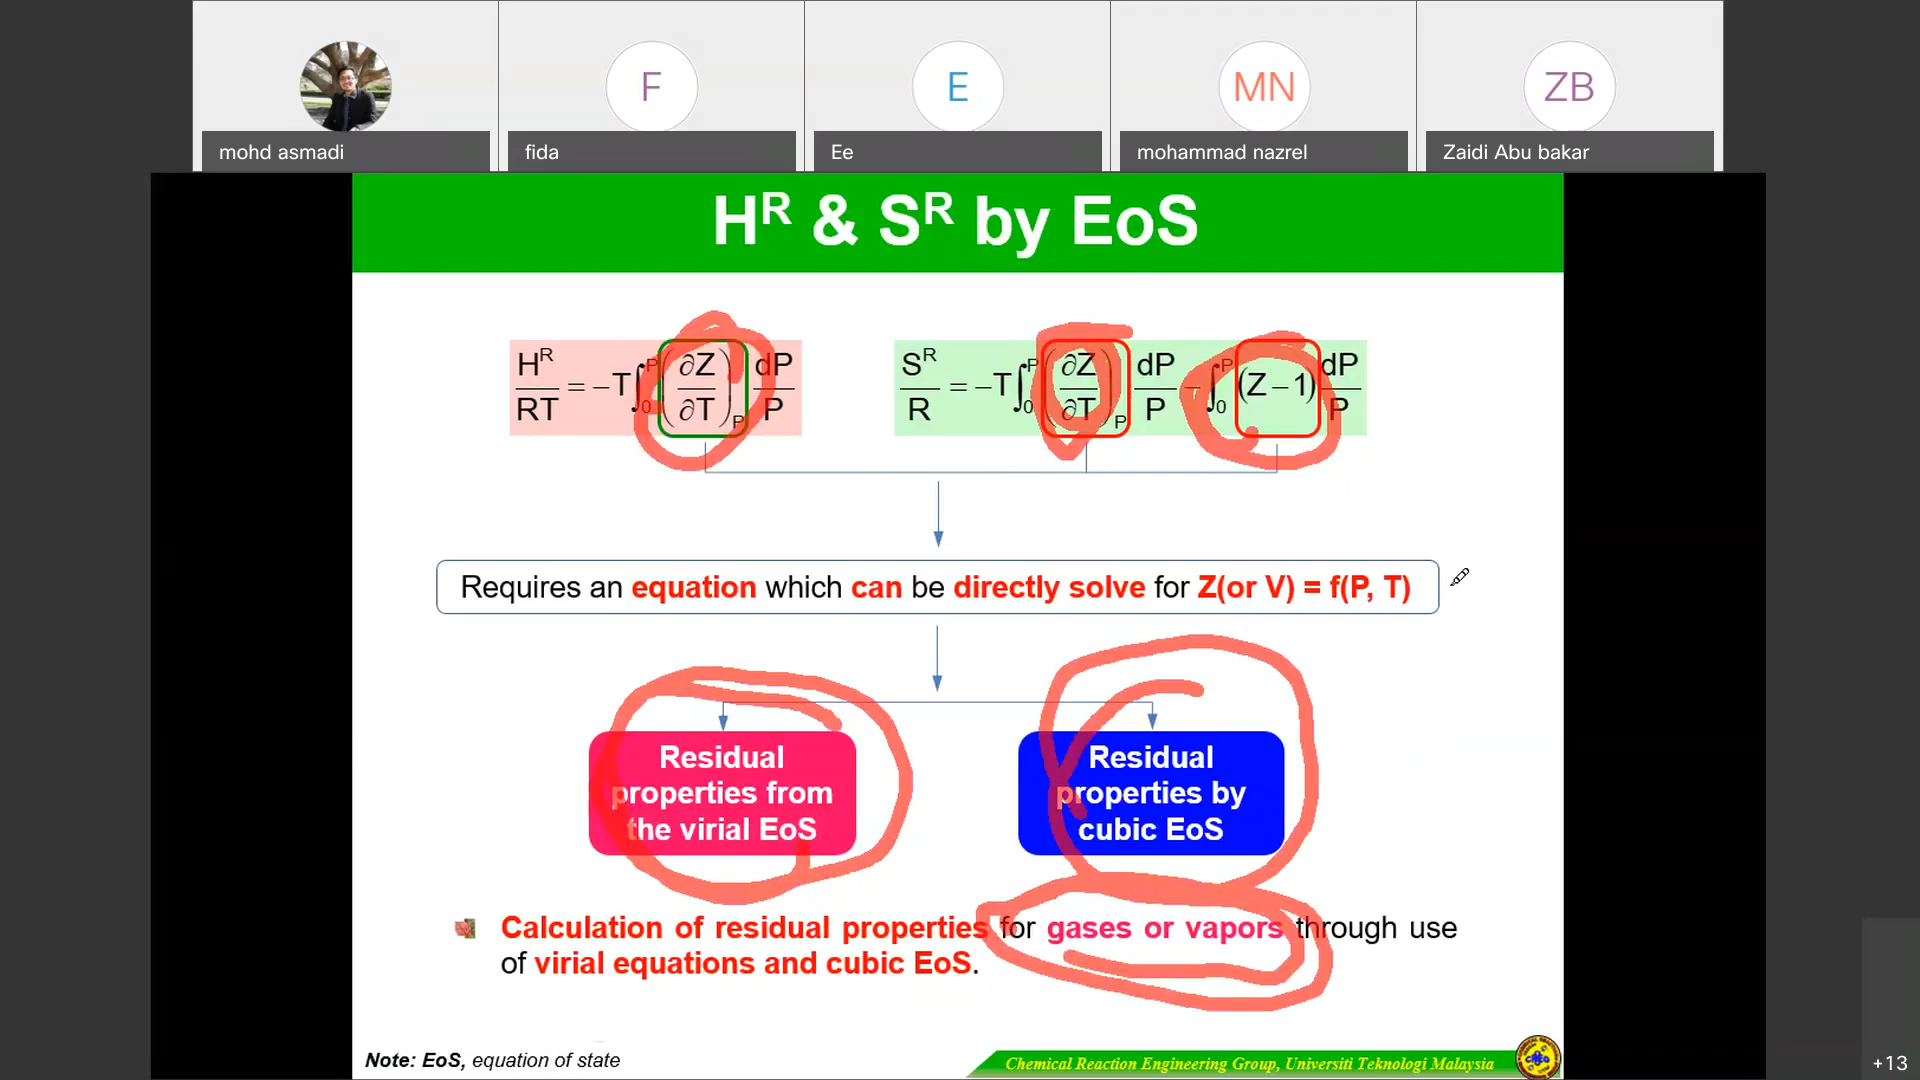 F
E
MN
ZB
mohd asmadi
fida
Ee
mohammad nazrel
Zaidi Abu bakar
H^R & S^R by EoS
H^R/RT = −T∫₀^P (∂Z/∂T)_P dP/P
S^R/R = −T∫₀^P (∂Z/∂T)_P dP/P − ∫₀^P (Z − 1) dP/P
Requires an equation which can be directly solve for Z(or V) = f(P, T)
Residual
properties from
the virial EoS
Residual
properties by
cubic EoS
Calculation of residual properties for gases or vapors through use
of virial equations and cubic EoS.
Note: EoS, equation of state
Chemical Reaction Engineering Group, Universiti Teknologi Malaysia
+13